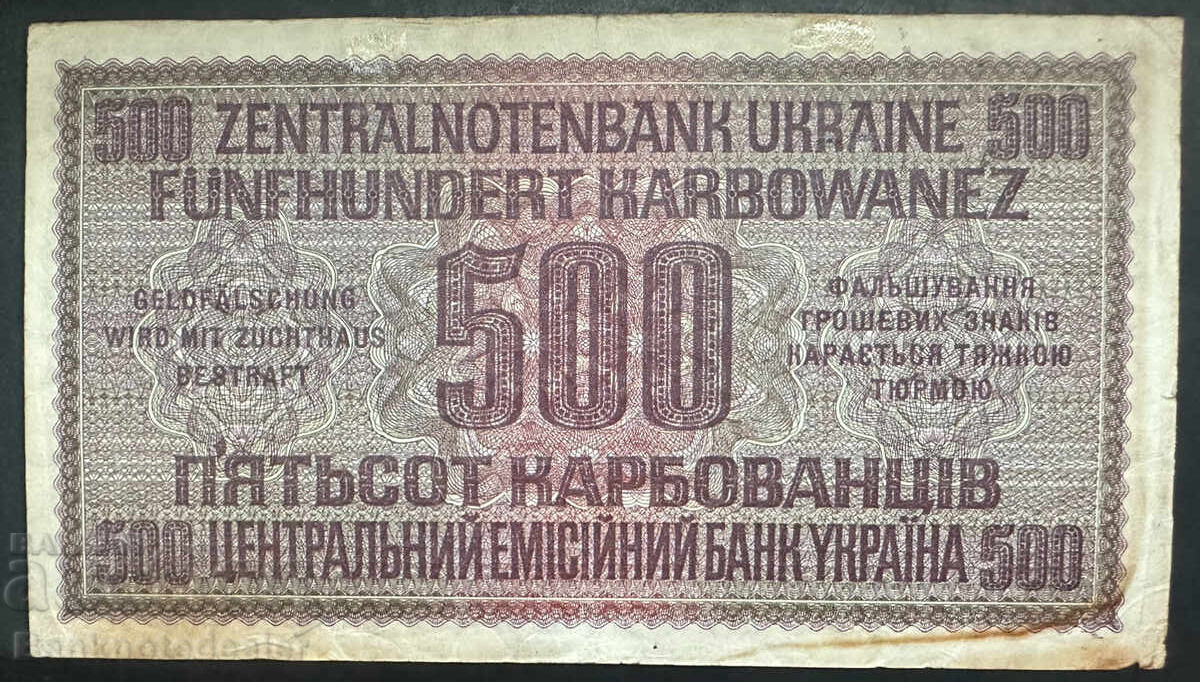 500 ZENTRALNOTENBANK UKRAINE 500
FÜNFHUNDERT KARBOWANEZ
500
GELDFÄLSCHUNG
WIRD MIT ZUCHTHAUS
BESTRAFT
ФАЛЬШУВАННЯ
ГРОШЕВИХ ЗНАКІВ
КАРАЄТЬСЯ ТЯЖКОЮ
ТЮРМОЮ
П'ЯТЬСОТ КАРБОВАНЦІВ
500 ЦЕНТРАЛЬНИЙ ЕМІСІЙНИЙ БАНК УКРАЇНА 500